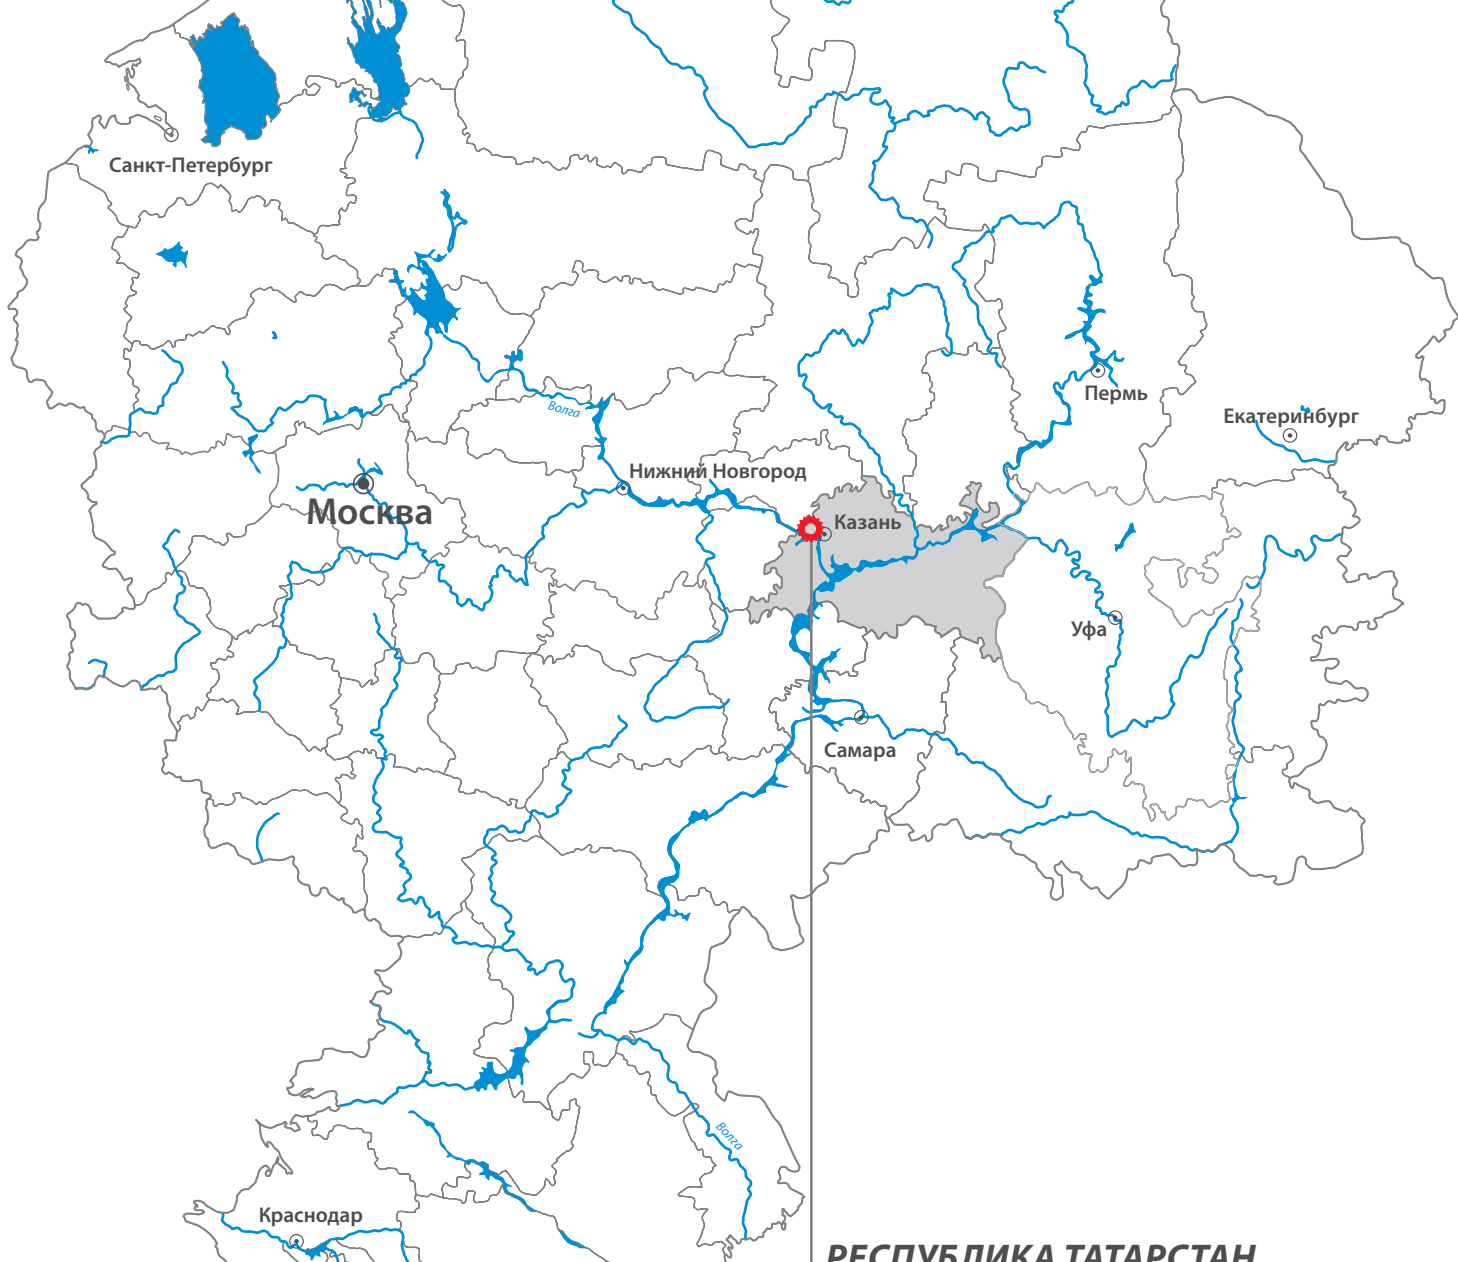 Санкт-Петербург
Пермь
Волга
Екатеринбург
Нижний Новгород
Москва
Казань
Уфа
Самара
Волга
Краснодар
РЕСПУБЛИКА ТАТАРСТАН